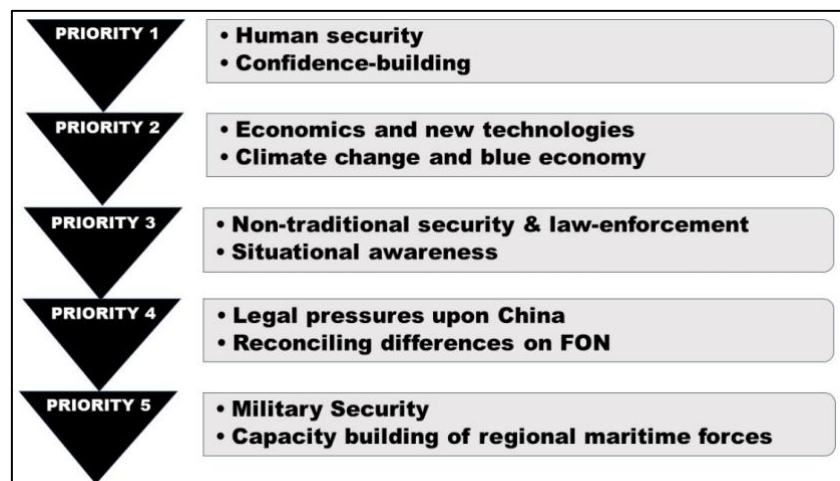 PRIORITY 1
• Human security
• Confidence-building
PRIORITY 2
• Economics and new technologies
• Climate change and blue economy
PRIORITY 3
• Non-traditional security & law-enforcement
• Situational awareness
PRIORITY 4
• Legal pressures upon China
• Reconciling differences on FON
PRIORITY 5
• Military Security
• Capacity building of regional maritime forces